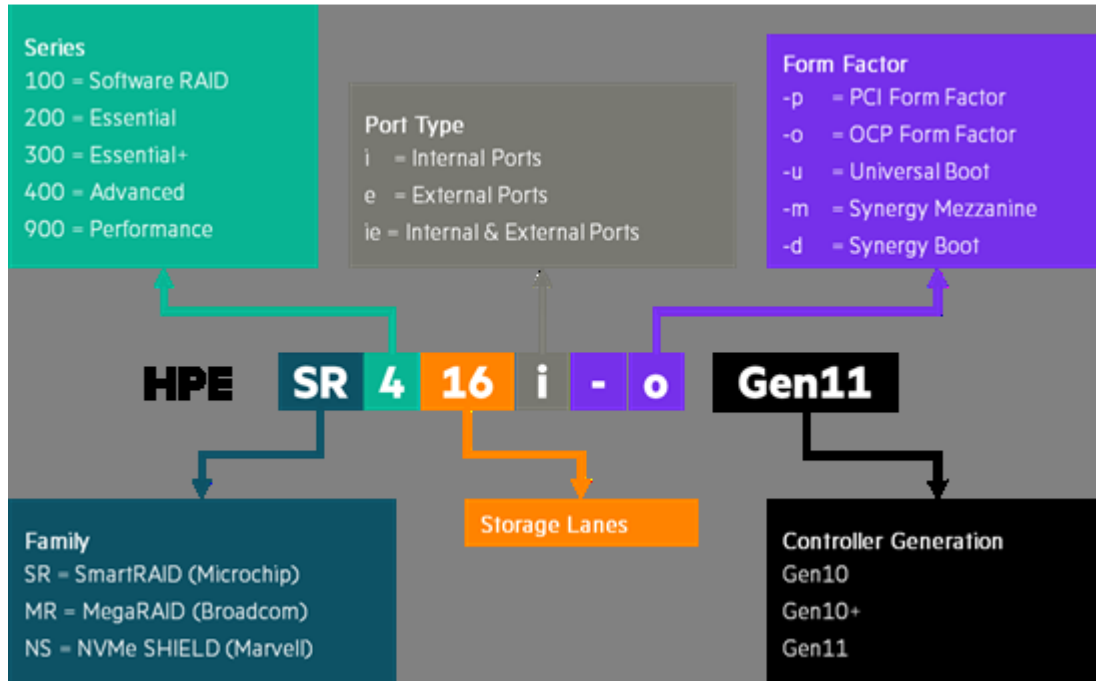 Series
100 = Software RAID
200 = Essential
300 = Essential+
400 = Advanced
900 = Performance
Port Type
i = Internal Ports
e = External Ports
ie = Internal & External Ports
Form Factor
-p = PCI Form Factor
-o = OCP Form Factor
-u = Universal Boot
-m = Synergy Mezzanine
-d = Synergy Boot
HPE SR 4 16 i - o Gen11
Family
SR = SmartRAID (Microchip)
MR = MegaRAID (Broadcom)
NS = NVMe SHIELD (Marvell)
Storage Lanes
Controller Generation
Gen10
Gen10+
Gen11